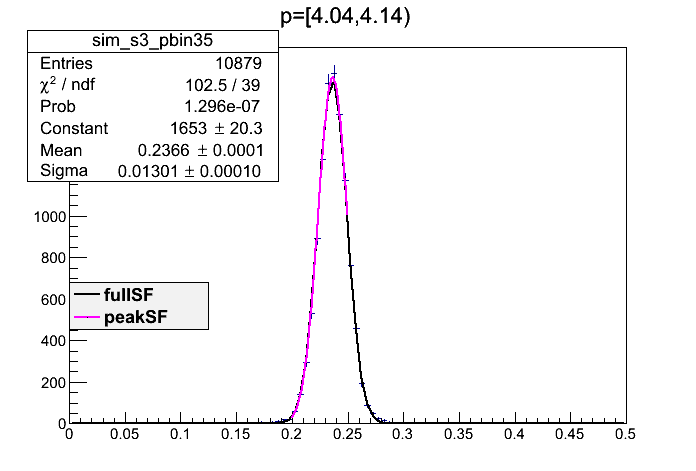 p=[4.04,4.14)
sim_s3_pbin35
Entries 10879
χ² / ndf 102.5 / 39
Prob 1.296e-07
Constant 1653 ± 20.3
Mean 0.2366 ± 0.0001
Sigma 0.01301 ± 0.00010
1000
800
fullSF
peakSF
600
400
200
0
0 0.05 0.1 0.15 0.2 0.25 0.3 0.35 0.4 0.45 0.5